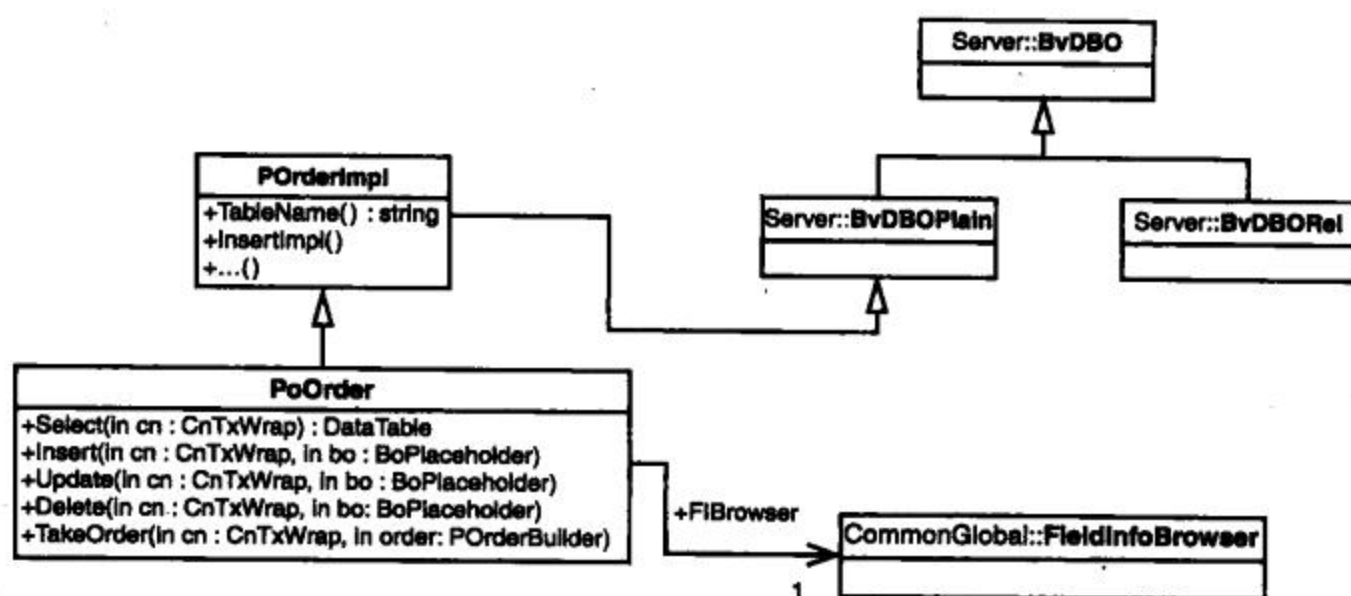 Server::BvDBO
POrderImpl
+TableName() : string
+InsertImpl()
+...()
Server::BvDBOPlain
Server::BvDBORel
PoOrder
+Select(in cn : CnTxWrap) : DataTable
+Insert(in cn : CnTxWrap, in bo : BoPlaceholder)
+Update(in cn : CnTxWrap, in bo : BoPlaceholder)
+Delete(in cn : CnTxWrap, in bo: BoPlaceholder)
+TakeOrder(in cn : CnTxWrap, in order: POrderBuilder)
+FIBrowser
CommonGlobal::FieldInfoBrowser
1